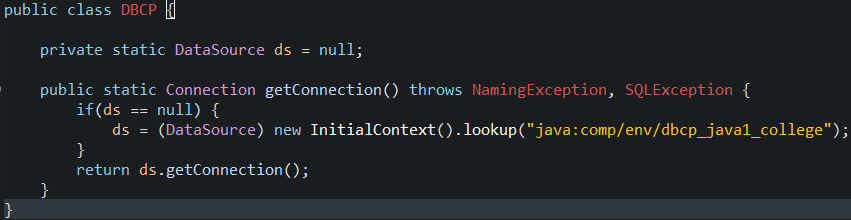 public class DBCP {
private static DataSource ds = null;
public static Connection getConnection() throws NamingException, SQLException {
if(ds == null) {
ds = (DataSource) new InitialContext().lookup("java:comp/env/dbcp_java1_college");
}
return ds.getConnection();
}
}